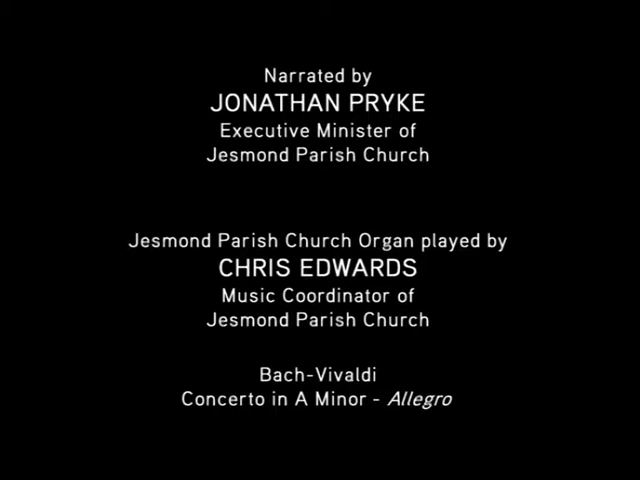 Narrated by
JONATHAN PRYKE
Executive Minister of
Jesmond Parish Church
Jesmond Parish Church Organ played by
CHRIS EDWARDS
Music Coordinator of
Jesmond Parish Church
Bach-Vivaldi
Concerto in A Minor - Allegro